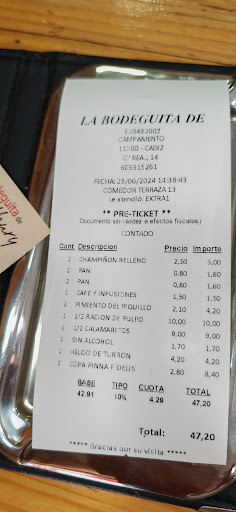 LA BODEGUITA DE
CAMPAMENTO
11500 - CADIZ
C/ REAL, 14
FECHA: 23/06/2024 14:38:43
COMEDOR TERRAZA 13
Le atendió: EXTRA1
** PRE-TICKET **
Documento sin validez a efectos fiscales)
CONTADO
Cant Descripcion Precio Importe
2 CHAMPIÑON RELLENO 2,50 5,00
2 PAN 0,80 1,60
2 PAN 0,80 1,60
1 CAFE Y INFUSIONES 1,50 1,50
2 PIMIENTO DEL PIQUILLO 2,10 4,20
1 1/2 RACION DE PULPO 10,00 10,00
1 1/2 CALAMARITOS 9,00 9,00
1 SIN ALCOHOL 1,70 1,70
1 IGLOO DE TURRON 4,20 4,20
3 COPA PINNA FIDELIS 2,80 8,40
BASE TIPO CUOTA TOTAL
42,91 10% 4,29 47,20
Total: 47,20
***** Gracias por su visita *****
deguita de